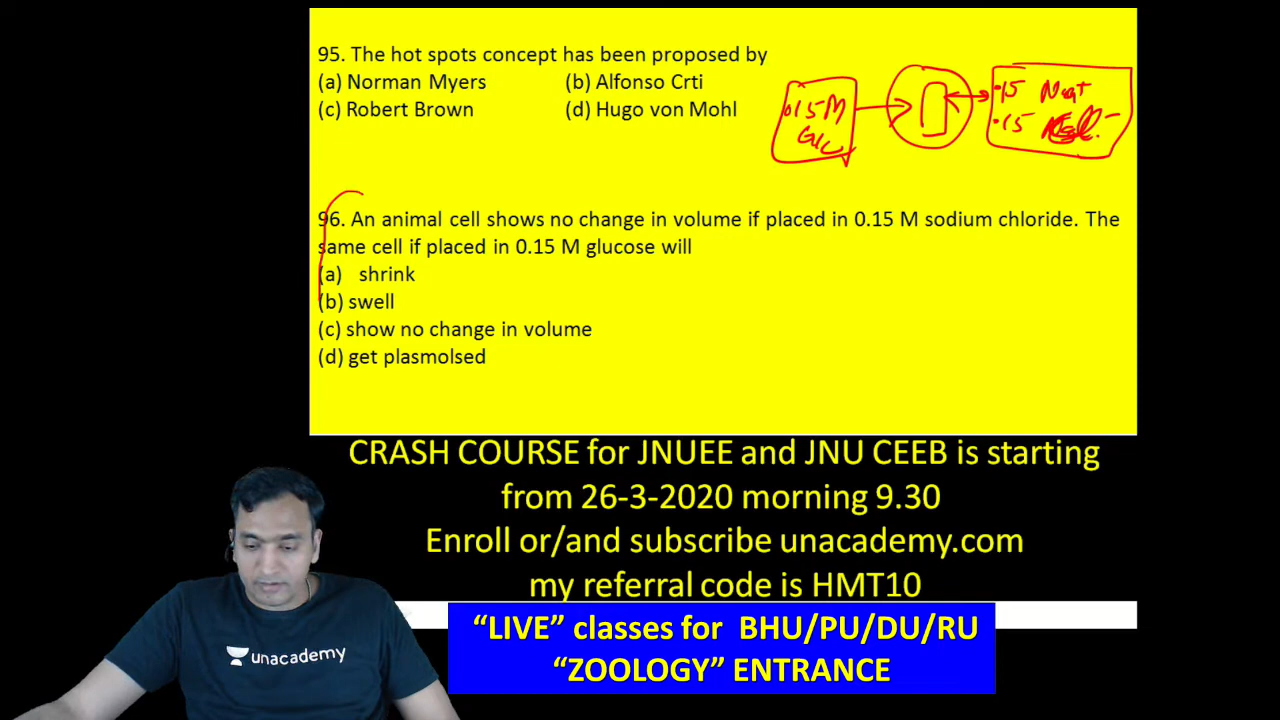 95. The hot spots concept has been proposed by
(a) Norman Myers (b) Alfonso Crti
(c) Robert Brown (d) Hugo von Mohl
.15 M
Glu
.15 Na+
.15
96. An animal cell shows no change in volume if placed in 0.15 M sodium chloride. The
same cell if placed in 0.15 M glucose will
(a) shrink
(b) swell
(c) show no change in volume
(d) get plasmolsed
CRASH COURSE for JNUEE and JNU CEEB is starting
from 26-3-2020 morning 9.30
Enroll or/and subscribe unacademy.com
my referral code is HMT10
"LIVE" classes for BHU/PU/DU/RU
"ZOOLOGY" ENTRANCE
unacademy